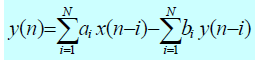 y(n)=∑_{i=1}^{N} a_i x(n−i)−∑_{i=1}^{N} b_i y(n−i)